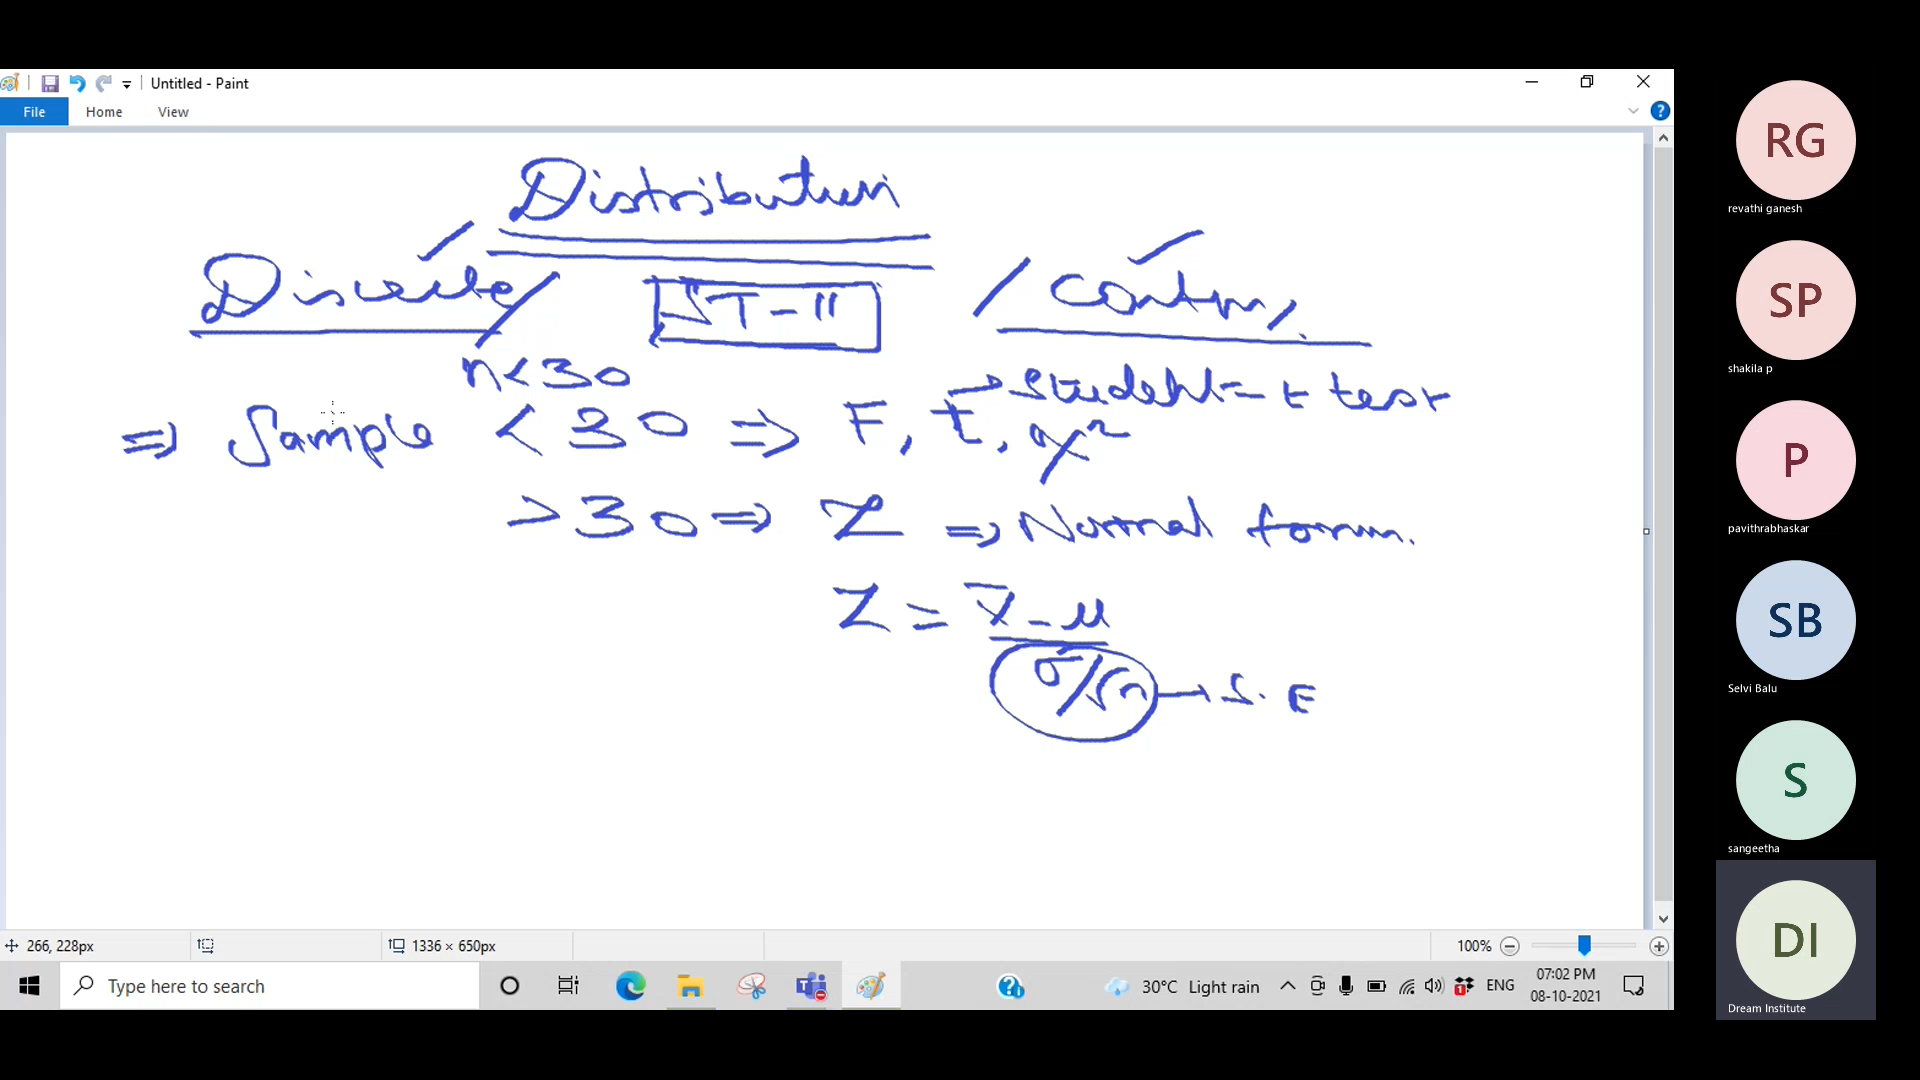 Untitled - Paint
File Home View
Distribution
Discrete / ST-II / Contin,
n<30
→ Student-t test
⇒ Sample < 30 ⇒ F, t, χ²
> 30 ⇒ Z ⇒ Normal form.
Z = x̄ - μ
σ/√n → S.E
266, 228px
1336 × 650px
100%
Type here to search
30°C Light rain
ENG
07:02 PM
08-10-2021
RG
revathi ganesh
SP
shakila p
P
pavithrabhaskar
SB
Selvi Balu
S
sangeetha
DI
Dream Institute